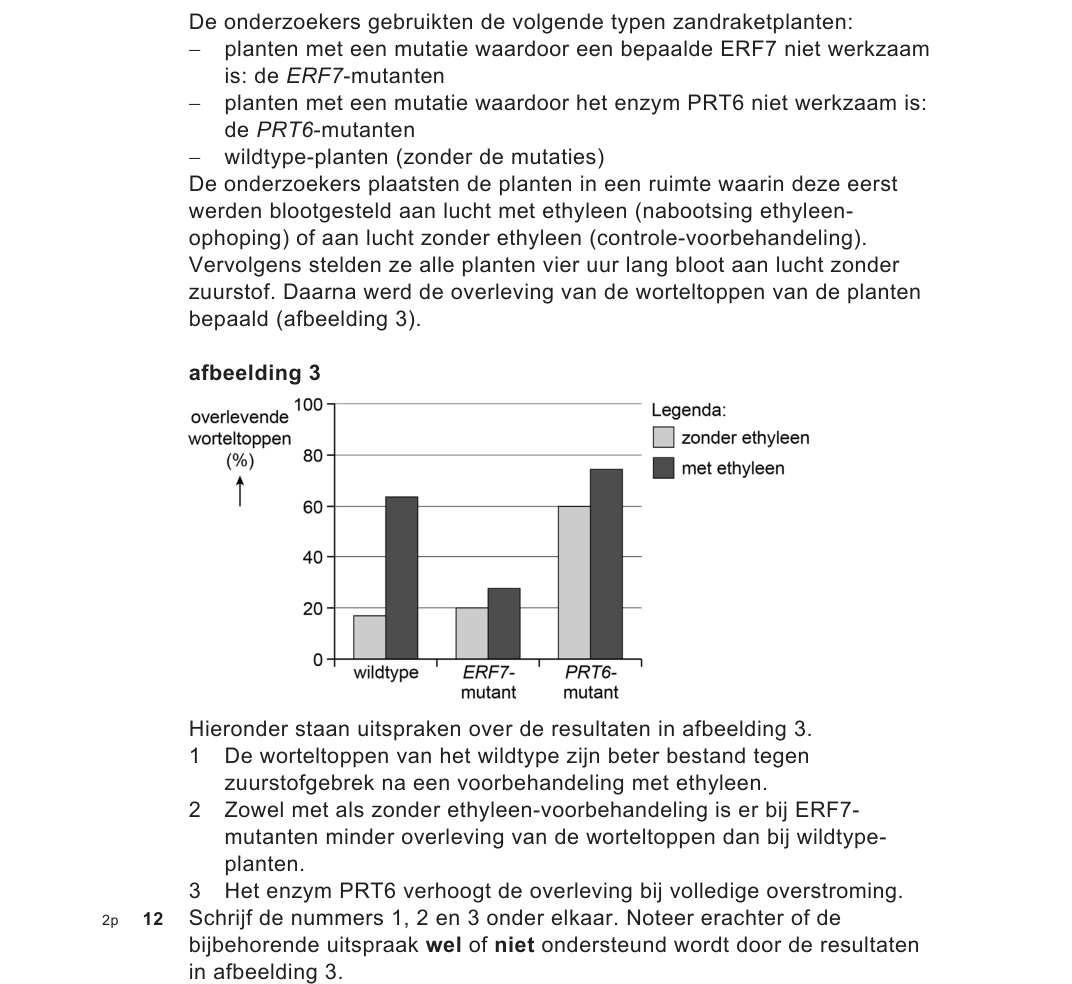 De onderzoekers gebruikten de volgende typen zandraketplanten:
– planten met een mutatie waardoor een bepaalde ERF7 niet werkzaam
is: de ERF7-mutanten
– planten met een mutatie waardoor het enzym PRT6 niet werkzaam is:
de PRT6-mutanten
– wildtype-planten (zonder de mutaties)
De onderzoekers plaatsten de planten in een ruimte waarin deze eerst
werden blootgesteld aan lucht met ethyleen (nabootsing ethyleen-
ophoping) of aan lucht zonder ethyleen (controle-voorbehandeling).
Vervolgens stelden ze alle planten vier uur lang bloot aan lucht zonder
zuurstof. Daarna werd de overleving van de worteltoppen van de planten
bepaald (afbeelding 3).
afbeelding 3
overlevende
worteltoppen
(%)
100
80
60
40
20
0
wildtype
ERF7-
mutant
PRT6-
mutant
Legenda:
zonder ethyleen
met ethyleen
Hieronder staan uitspraken over de resultaten in afbeelding 3.
1 De worteltoppen van het wildtype zijn beter bestand tegen
zuurstofgebrek na een voorbehandeling met ethyleen.
2 Zowel met als zonder ethyleen-voorbehandeling is er bij ERF7-
mutanten minder overleving van de worteltoppen dan bij wildtype-
planten.
3 Het enzym PRT6 verhoogt de overleving bij volledige overstroming.
2p 12 Schrijf de nummers 1, 2 en 3 onder elkaar. Noteer erachter of de
bijbehorende uitspraak wel of niet ondersteund wordt door de resultaten
in afbeelding 3.